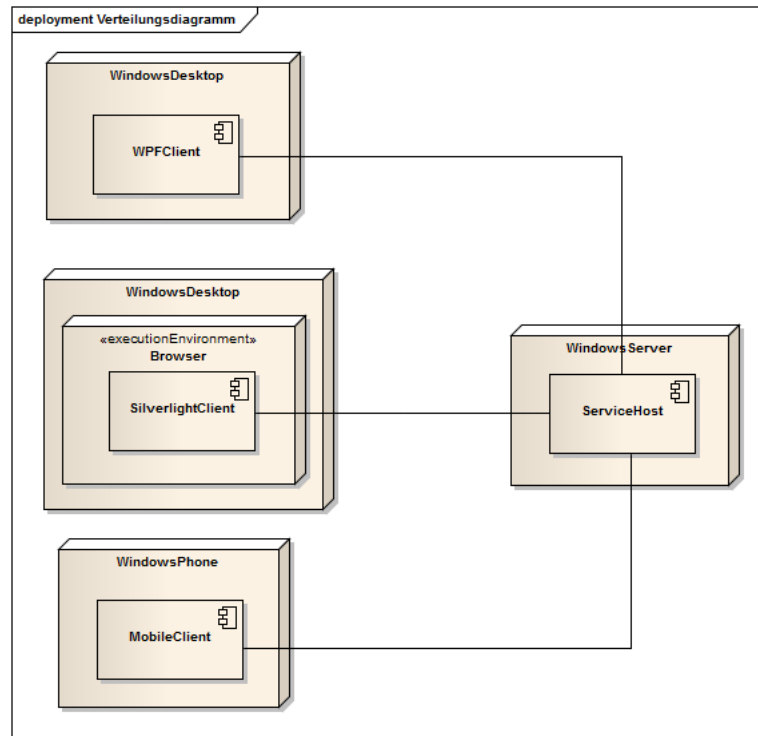 deployment Verteilungsdiagramm
WindowsDesktop
WPFClient
WindowsDesktop
«executionEnvironment»
Browser
SilverlightClient
WindowsServer
ServiceHost
WindowsPhone
MobileClient